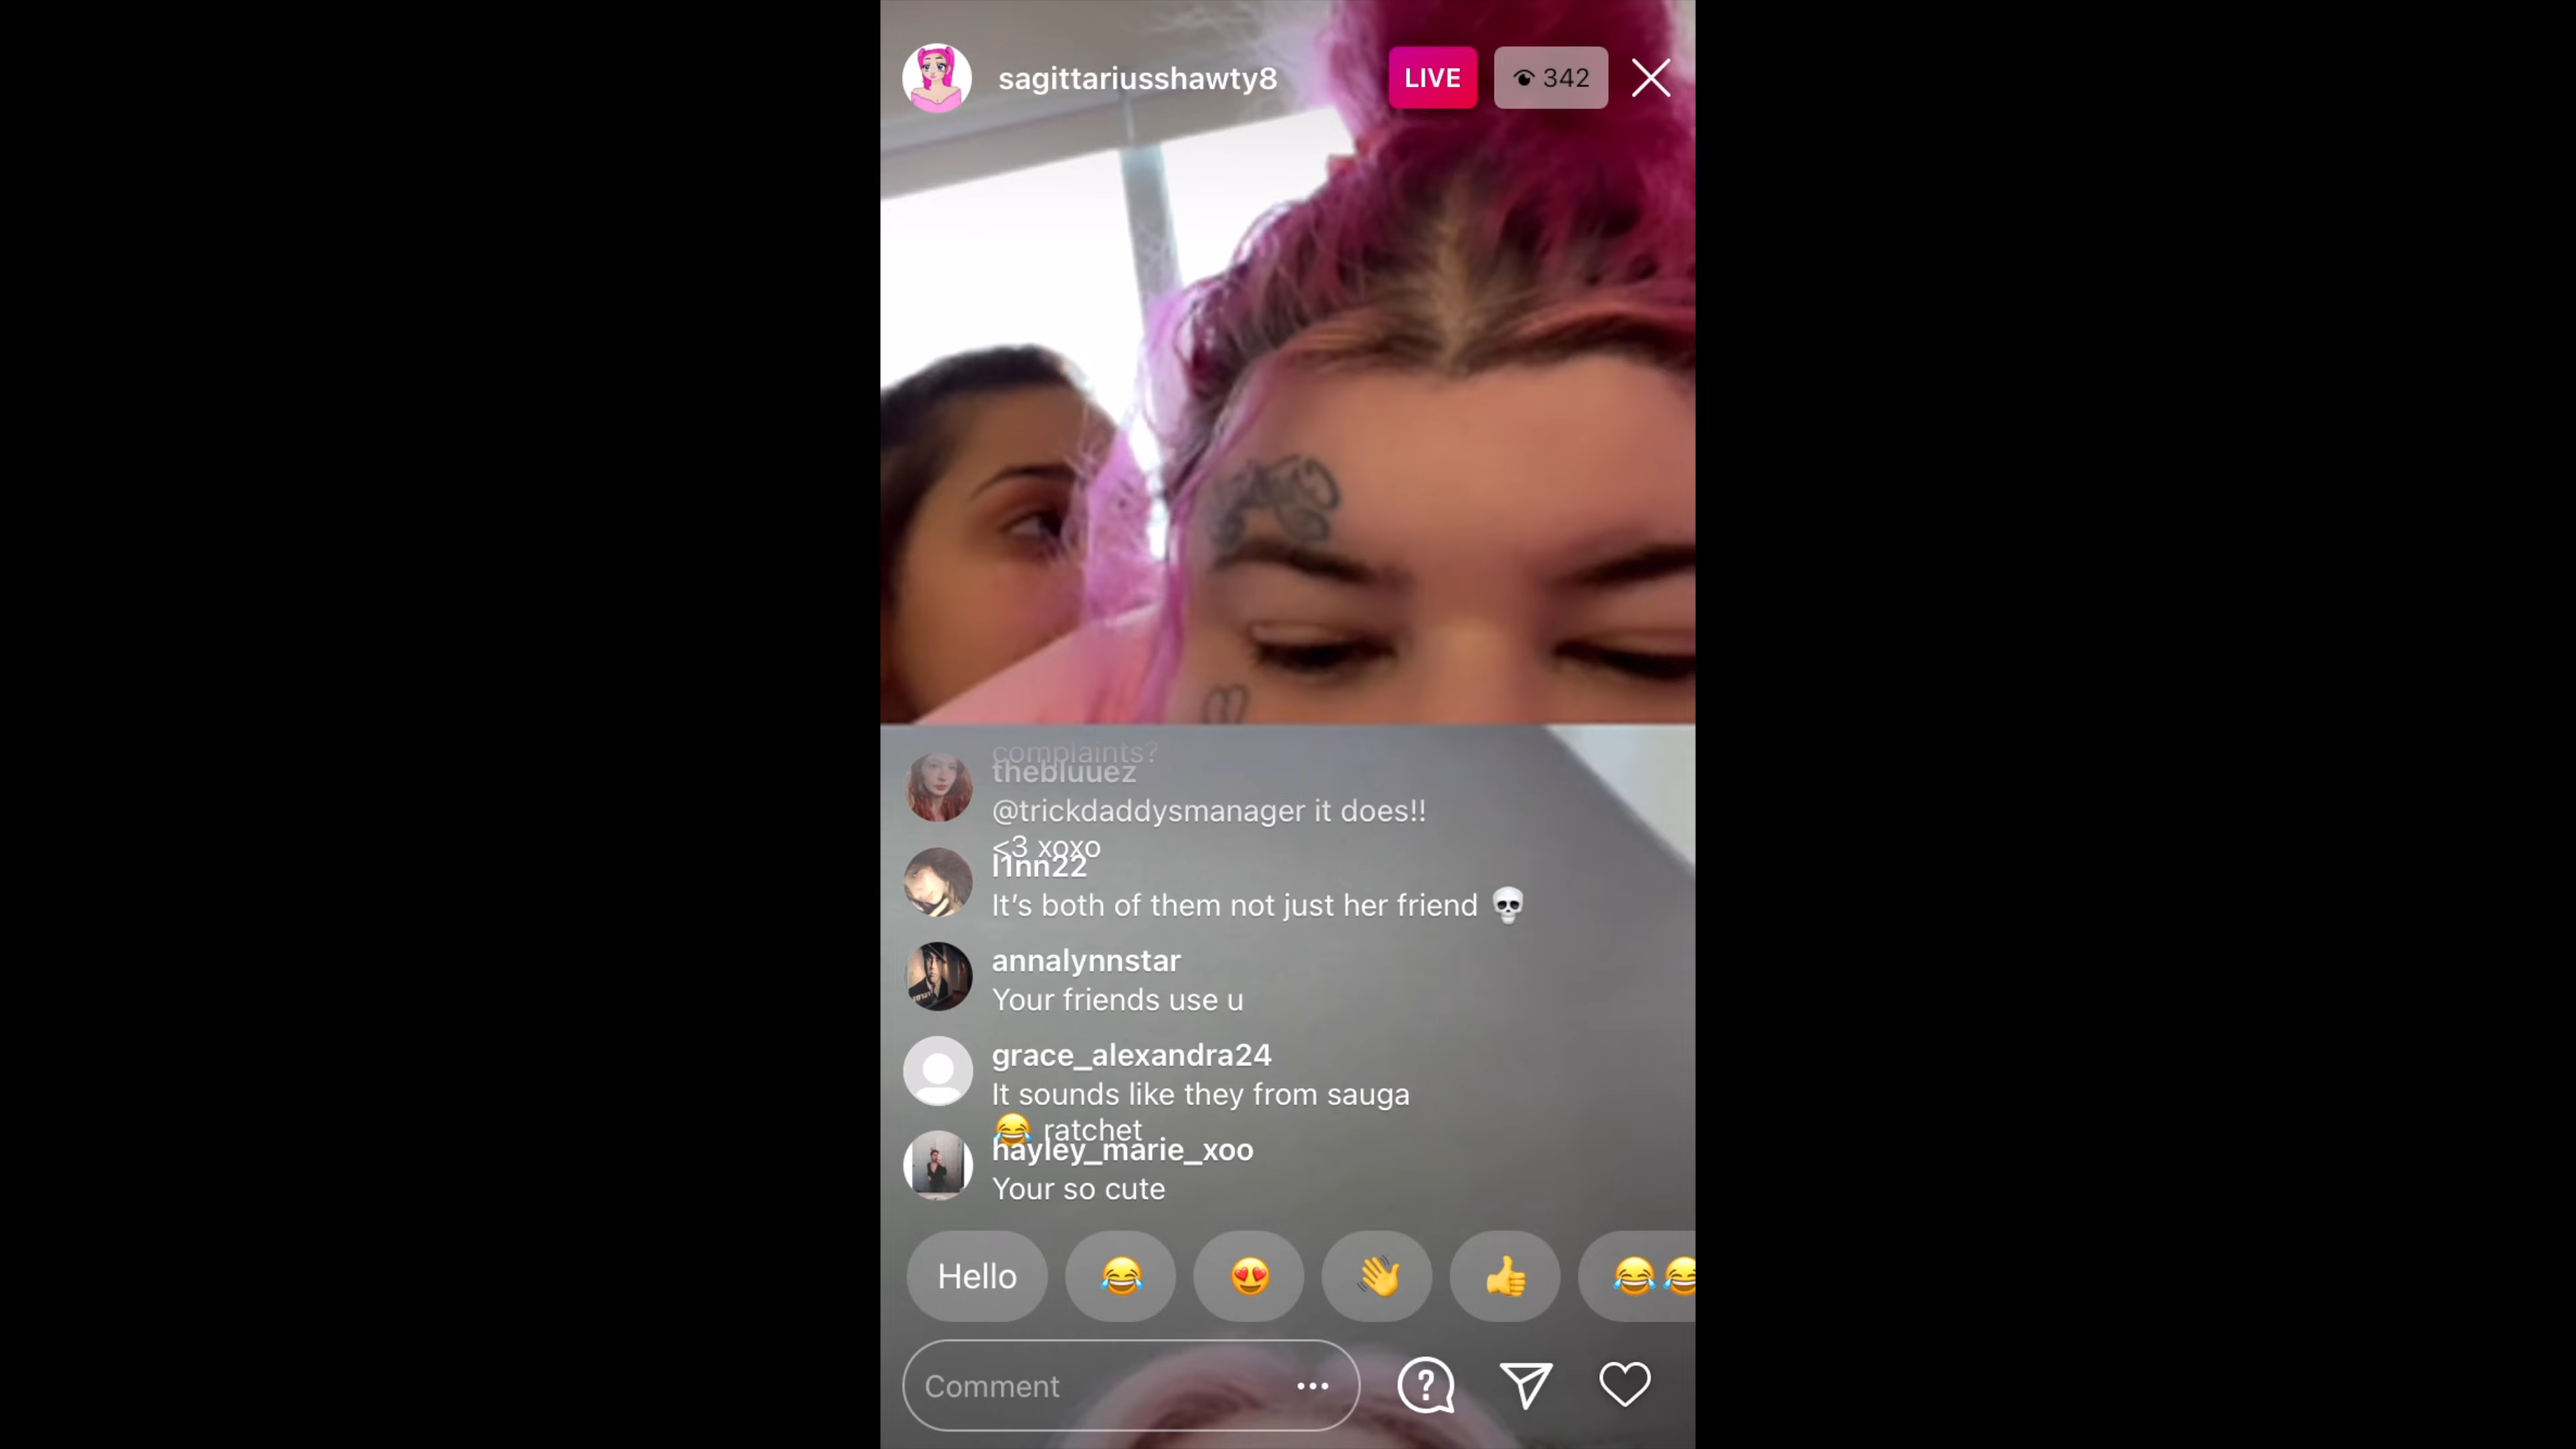 sagittariusshawty8
LIVE
342
complaints?
thebluuez
@trickdaddysmanager it does!!
<3 xoxo
l1nn22
It's both of them not just her friend 💀
annalynnstar
Your friends use u
grace_alexandra24
It sounds like they from sauga
😂 ratchet
hayley_marie_xoo
Your so cute
Hello
😂
😍
👋
👍
😂😂
Comment